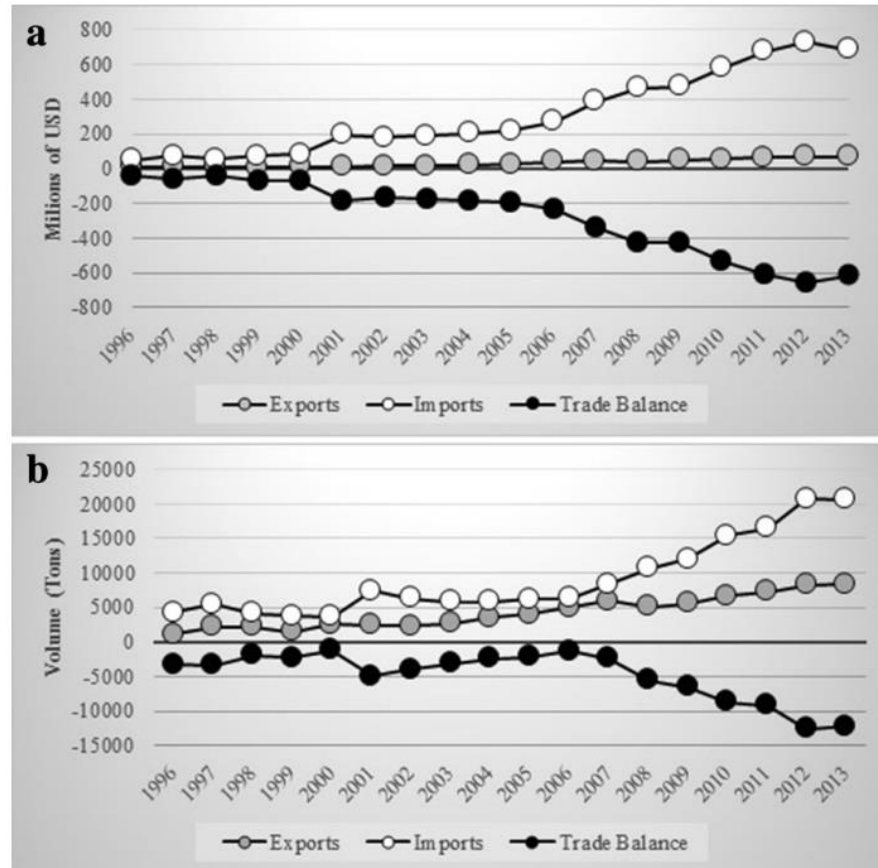 a
Milions of USD
800
600
400
200
0
-200
-400
-600
-800
1996 1997 1998 1999 2000 2001 2002 2003 2004 2005 2006 2007 2008 2009 2010 2011 2012 2013
Exports Imports Trade Balance
b
Volume (Tons)
25000
20000
15000
10000
5000
0
-5000
-10000
-15000
1996 1997 1998 1999 2000 2001 2002 2003 2004 2005 2006 2007 2008 2009 2010 2011 2012 2013
Exports Imports Trade Balance